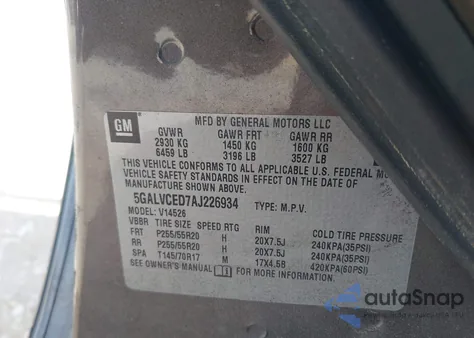 GM
MFD BY GENERAL MOTORS LLC
GVWR GAWR FRT GAWR RR
2930 KG 1450 KG 1600 KG
6459 LB 3196 LB 3527 LB
THIS VEHICLE CONFORMS TO ALL APPLICABLE U.S. FEDERAL MOTOR
VEHICLE SAFETY STANDARDS IN EFFECT ON THE DATE OF
MANUFACTURE SHOWN ABOVE.
5GALVCED7AJ226934 TYPE: M.P.V.
MODEL: V14526
VBBR TIRE SIZE SPEED RTG RIM COLD TIRE PRESSURE
FRT P255/55R20 H 20X7.5J 240KPA(35PSI)
RR P255/55R20 H 20X7.5J 240KPA(35PSI)
SPA T145/70R17 M 17X4.5B 420KPA(60PSI)
SEE OWNER'S MANUAL FOR MORE INFORMATION
autoSnap